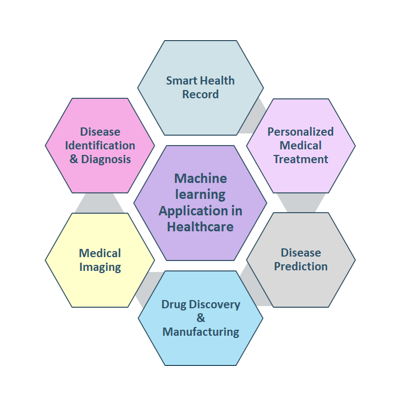 Smart Health
Record
Disease
Identification
& Diagnosis
Personalized
Medical
Treatment
Machine
learning
Application in
Healthcare
Medical
Imaging
Disease
Prediction
Drug Discovery
&
Manufacturing